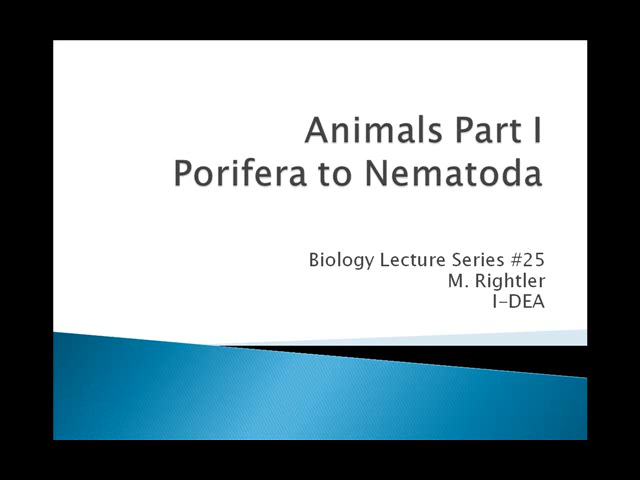 Animals Part I
Porifera to Nematoda
Biology Lecture Series #25
M. Rightler
I-DEA